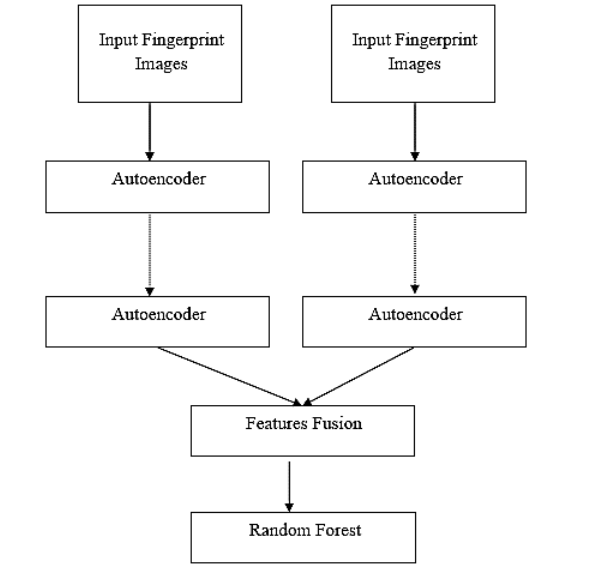 Input Fingerprint
Images
Input Fingerprint
Images
Autoencoder
Autoencoder
Autoencoder
Autoencoder
Features Fusion
Random Forest